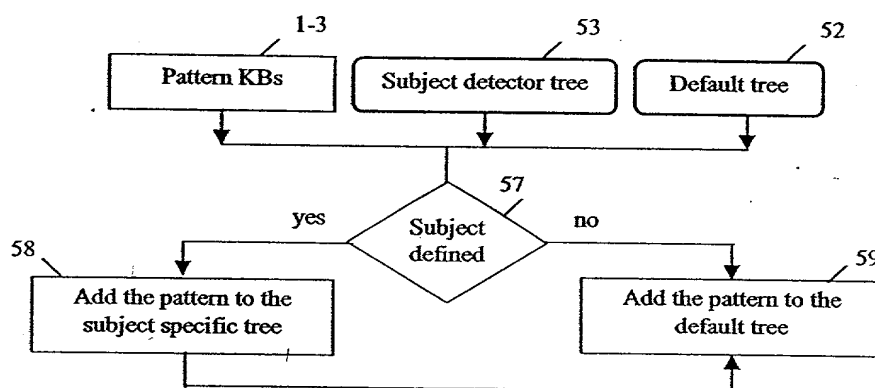 1-3
53
52
Pattern KBs
Subject detector tree
Default tree
57
yes
Subject
defined
no
58
59
Add the pattern to the
subject specific tree
Add the pattern to the
default tree